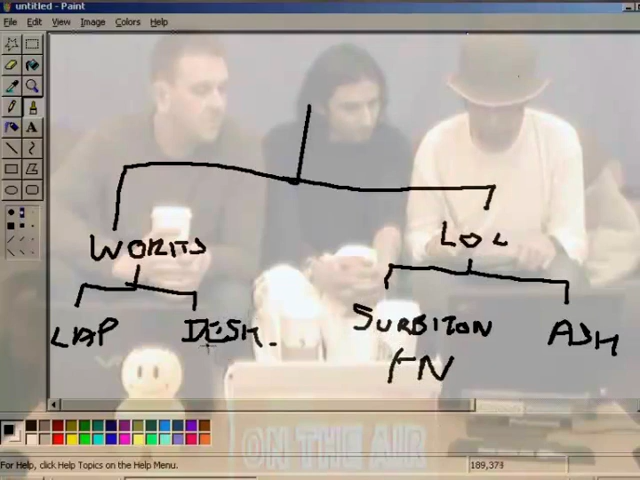 untitled - Paint
File Edit View Image Colors Help
A
WORKS
LOL
LAP
DESK.
SURBITON
ASH
FN
ON THE AIR
For Help, click Help Topics on the Help Menu.
189,373